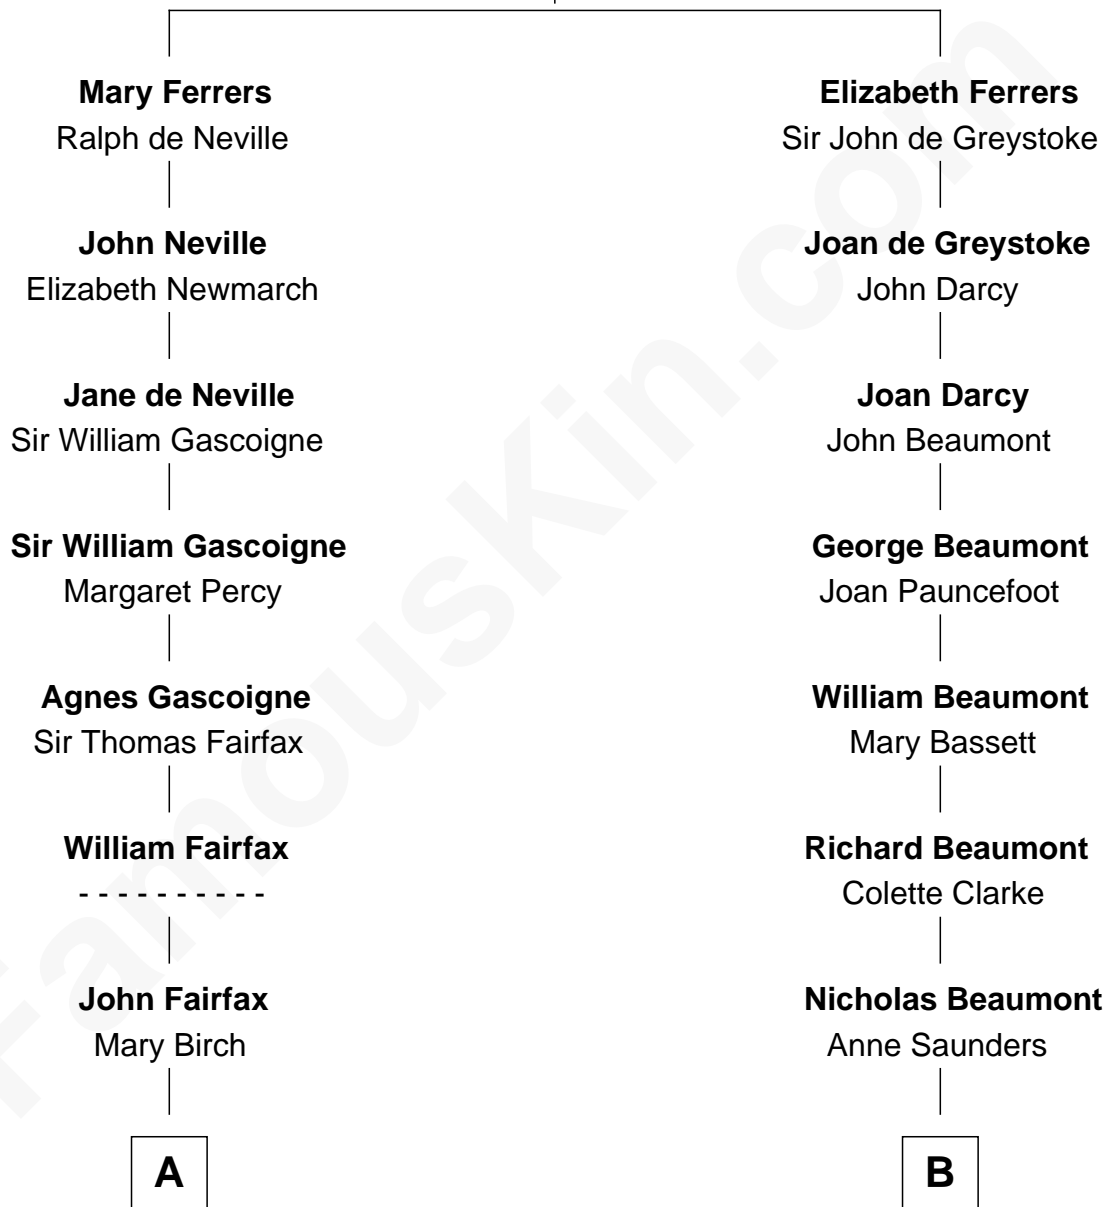 Mary Ferrers
Ralph de Neville
John Neville
Elizabeth Newmarch
Jane de Neville
Sir William Gascoigne
Sir William Gascoigne
Margaret Percy
Agnes Gascoigne
Sir Thomas Fairfax
William Fairfax
- - - - - - - - - -
John Fairfax
Mary Birch
A
Elizabeth Ferrers
Sir John de Greystoke
Joan de Greystoke
John Darcy
Joan Darcy
John Beaumont
George Beaumont
Joan Pauncefoot
William Beaumont
Mary Bassett
Richard Beaumont
Colette Clarke
Nicholas Beaumont
Anne Saunders
B
FamousKin.com